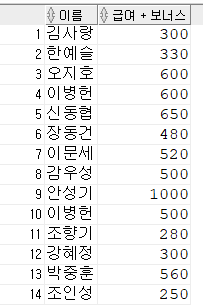 이름 급여 + 보너스
1 김사랑 300
2 한예슬 330
3 오지호 600
4 이병헌 600
5 신동협 650
6 장동건 480
7 이문세 520
8 감우성 500
9 안성기 1000
10 이병헌 500
11 조향기 280
12 강혜정 300
13 박중훈 560
14 조인성 250